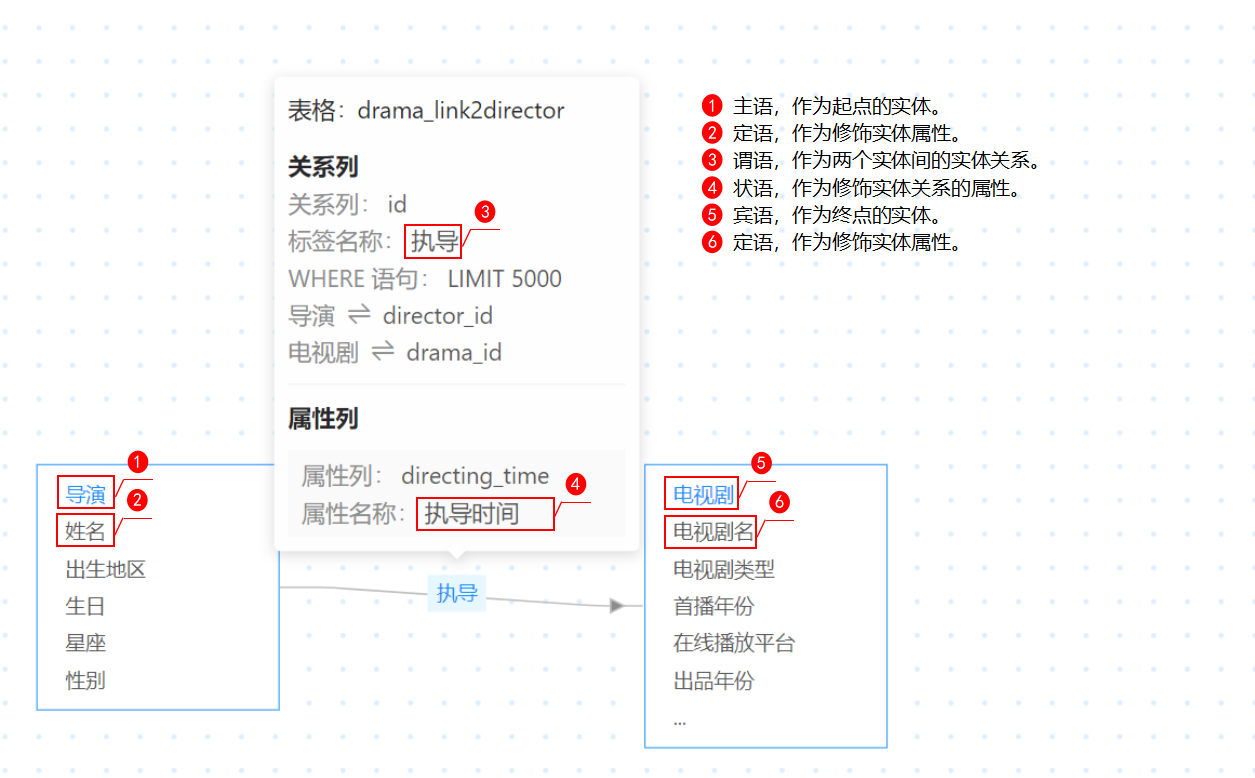 表格：drama_link2director
关系列
关系列： id
标签名称： 执导
3
WHERE 语句： LIMIT 5000
导演 ⇌ director_id
电视剧 ⇌ drama_id
属性列
属性列： directing_time
属性名称： 执导时间
4
1 主语，作为起点的实体。
2 定语，作为修饰实体属性。
3 谓语，作为两个实体间的实体关系。
4 状语，作为修饰实体关系的属性。
5 宾语，作为终点的实体。
6 定语，作为修饰实体属性。
导演
1
姓名
2
出生地区
生日
星座
性别
执导
电视剧
5
电视剧名
6
电视剧类型
首播年份
在线播放平台
出品年份
...